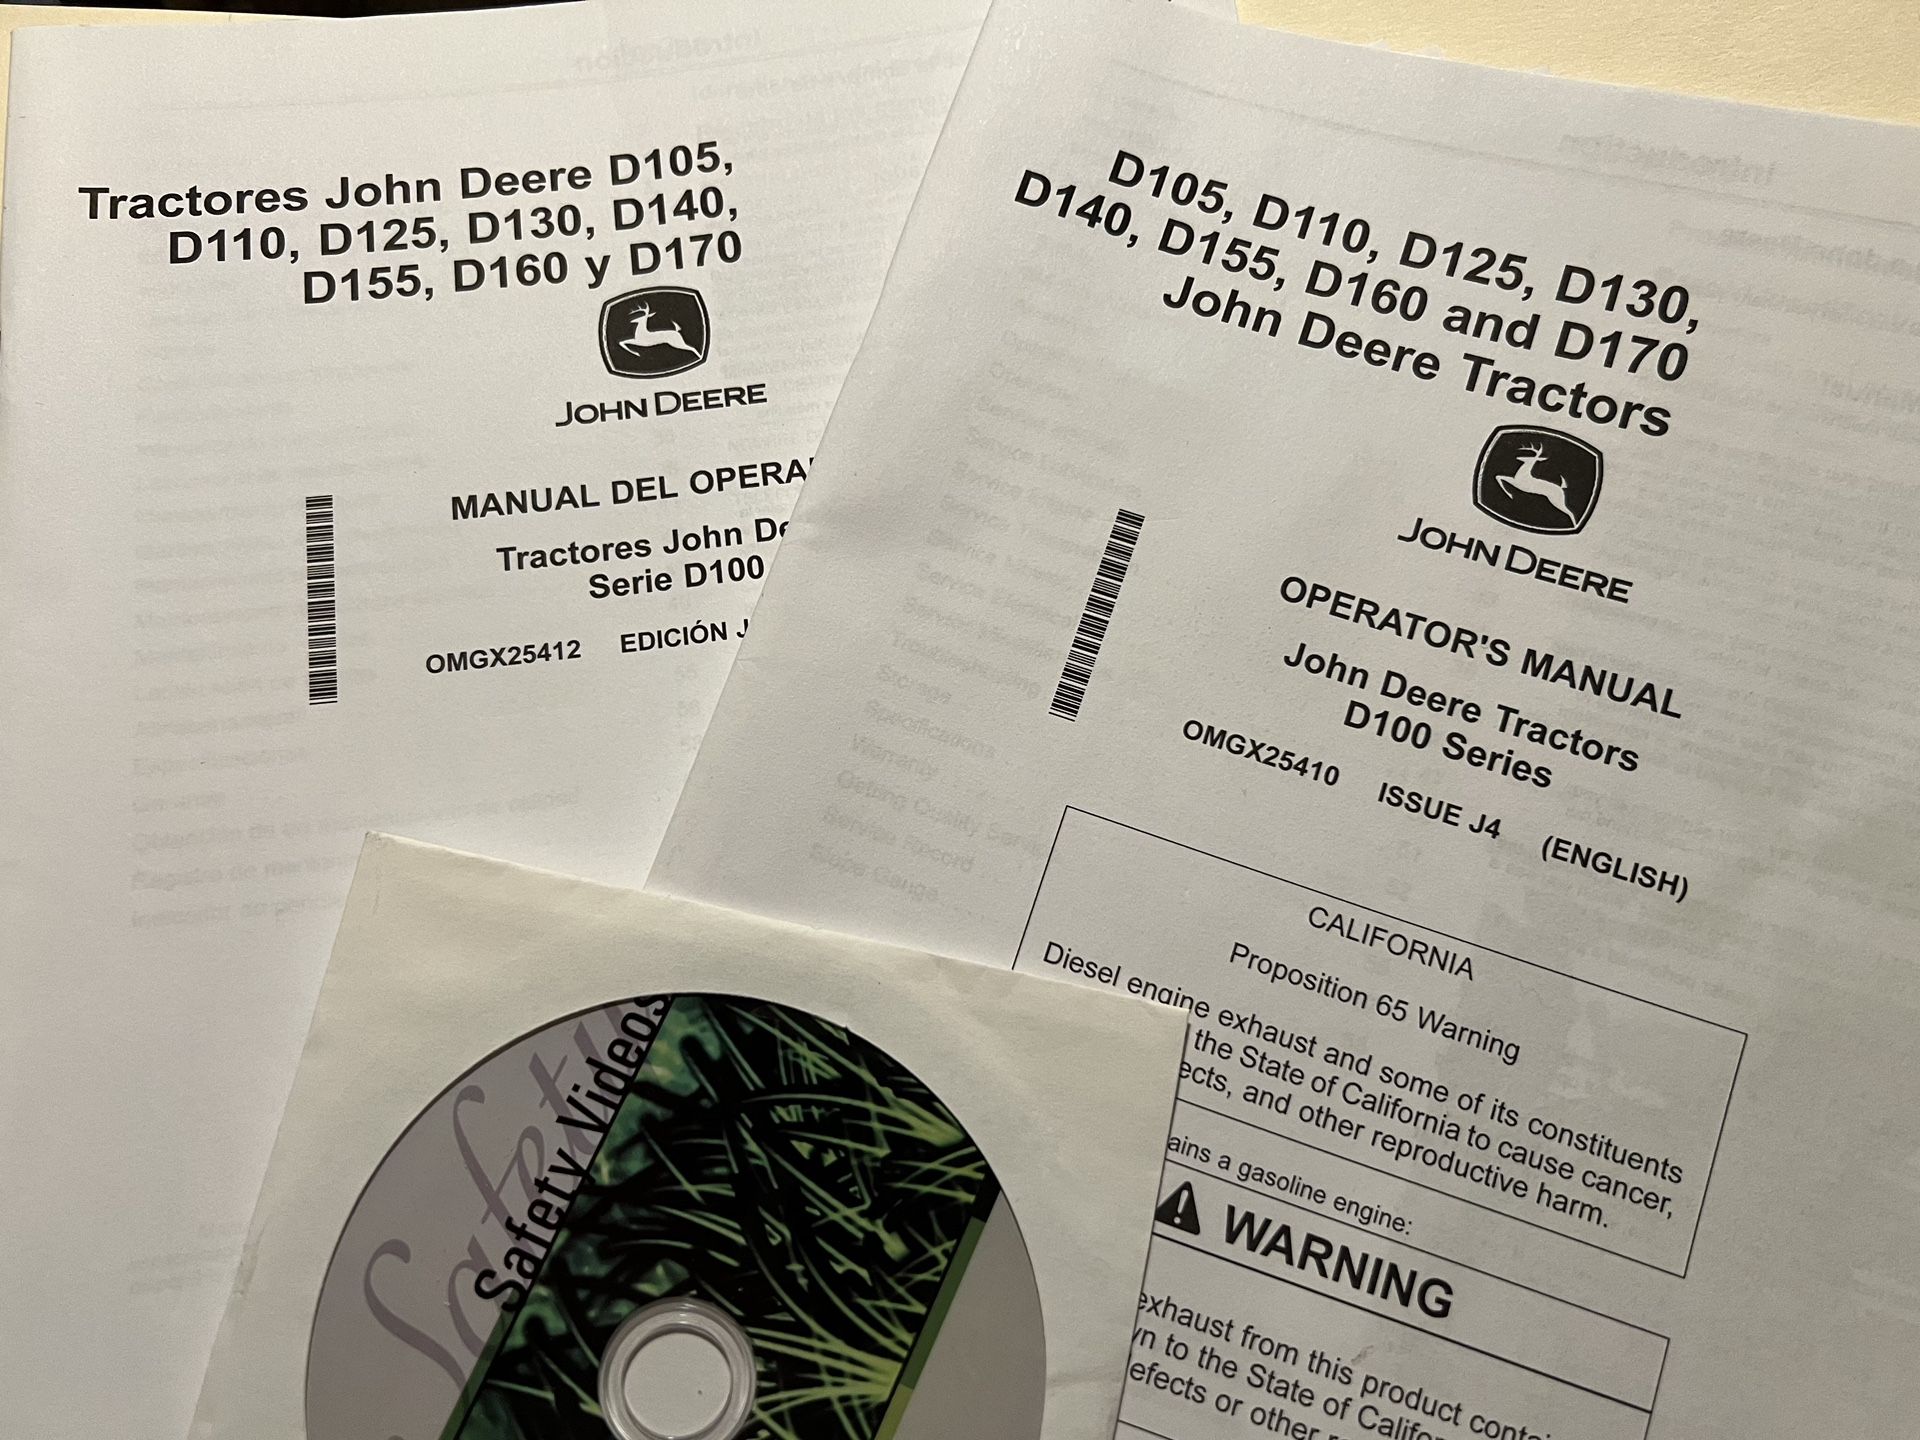 Tractores John Deere D105,
D110, D125, D130, D140,
D155, D160 y D170
JOHN DEERE
MANUAL DEL OPERA
Tractores John De
Serie D100
OMGX25412 EDICIÓN J
D105, D110, D125, D130,
D140, D155, D160 and D170
John Deere Tractors
JOHN DEERE
OPERATOR'S MANUAL
John Deere Tractors
D100 Series
OMGX25410 ISSUE J4 (ENGLISH)
CALIFORNIA
Proposition 65 Warning
Diesel engine exhaust and some of its constituents
the State of California to cause cancer,
ects, and other reproductive harm.
ains a gasoline engine:
WARNING
exhaust from this product contai
wn to the State of Califor
efects or other r
Safety
Safety Videos